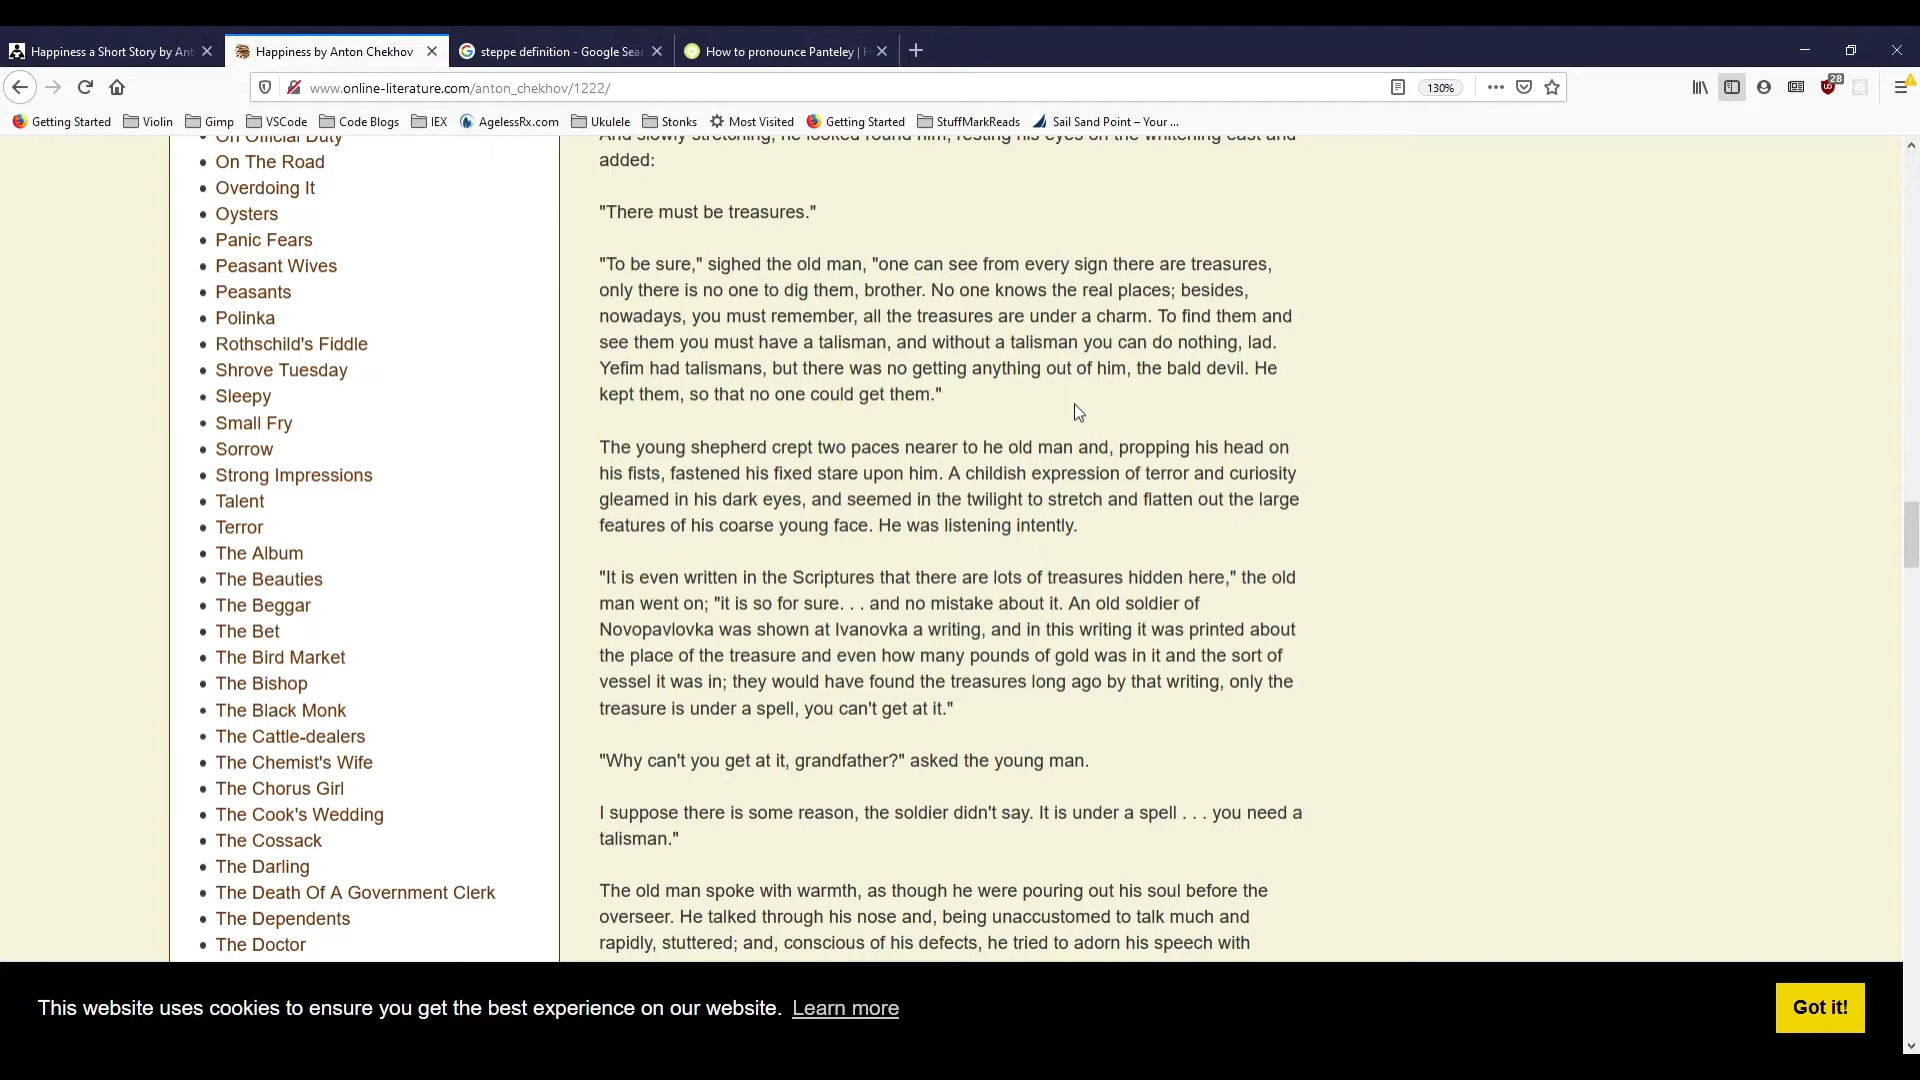 Happiness a Short Story by Ant
Happiness by Anton Chekhov
steppe definition - Google Sear
How to pronounce Panteley | H
www.online-literature.com/anton_chekhov/1222/
130%
28
Getting Started
Violin
Gimp
VSCode
Code Blogs
IEX
AgelessRx.com
Ukulele
Stonks
Most Visited
Getting Started
StuffMarkReads
Sail Sand Point – Your ...
On Official Duty
On The Road
Overdoing It
Oysters
Panic Fears
Peasant Wives
Peasants
Polinka
Rothschild's Fiddle
Shrove Tuesday
Sleepy
Small Fry
Sorrow
Strong Impressions
Talent
Terror
The Album
The Beauties
The Beggar
The Bet
The Bird Market
The Bishop
The Black Monk
The Cattle-dealers
The Chemist's Wife
The Chorus Girl
The Cook's Wedding
The Cossack
The Darling
The Death Of A Government Clerk
The Dependents
The Doctor
And slowly stretching, he looked round him, resting his eyes on the whitening east and
added:
"There must be treasures."
"To be sure," sighed the old man, "one can see from every sign there are treasures,
only there is no one to dig them, brother. No one knows the real places; besides,
nowadays, you must remember, all the treasures are under a charm. To find them and
see them you must have a talisman, and without a talisman you can do nothing, lad.
Yefim had talismans, but there was no getting anything out of him, the bald devil. He
kept them, so that no one could get them."
The young shepherd crept two paces nearer to he old man and, propping his head on
his fists, fastened his fixed stare upon him. A childish expression of terror and curiosity
gleamed in his dark eyes, and seemed in the twilight to stretch and flatten out the large
features of his coarse young face. He was listening intently.
"It is even written in the Scriptures that there are lots of treasures hidden here," the old
man went on; "it is so for sure. . . and no mistake about it. An old soldier of
Novopavlovka was shown at Ivanovka a writing, and in this writing it was printed about
the place of the treasure and even how many pounds of gold was in it and the sort of
vessel it was in; they would have found the treasures long ago by that writing, only the
treasure is under a spell, you can't get at it."
"Why can't you get at it, grandfather?" asked the young man.
I suppose there is some reason, the soldier didn't say. It is under a spell . . . you need a
talisman."
The old man spoke with warmth, as though he were pouring out his soul before the
overseer. He talked through his nose and, being unaccustomed to talk much and
rapidly, stuttered; and, conscious of his defects, he tried to adorn his speech with
This website uses cookies to ensure you get the best experience on our website. Learn more
Got it!